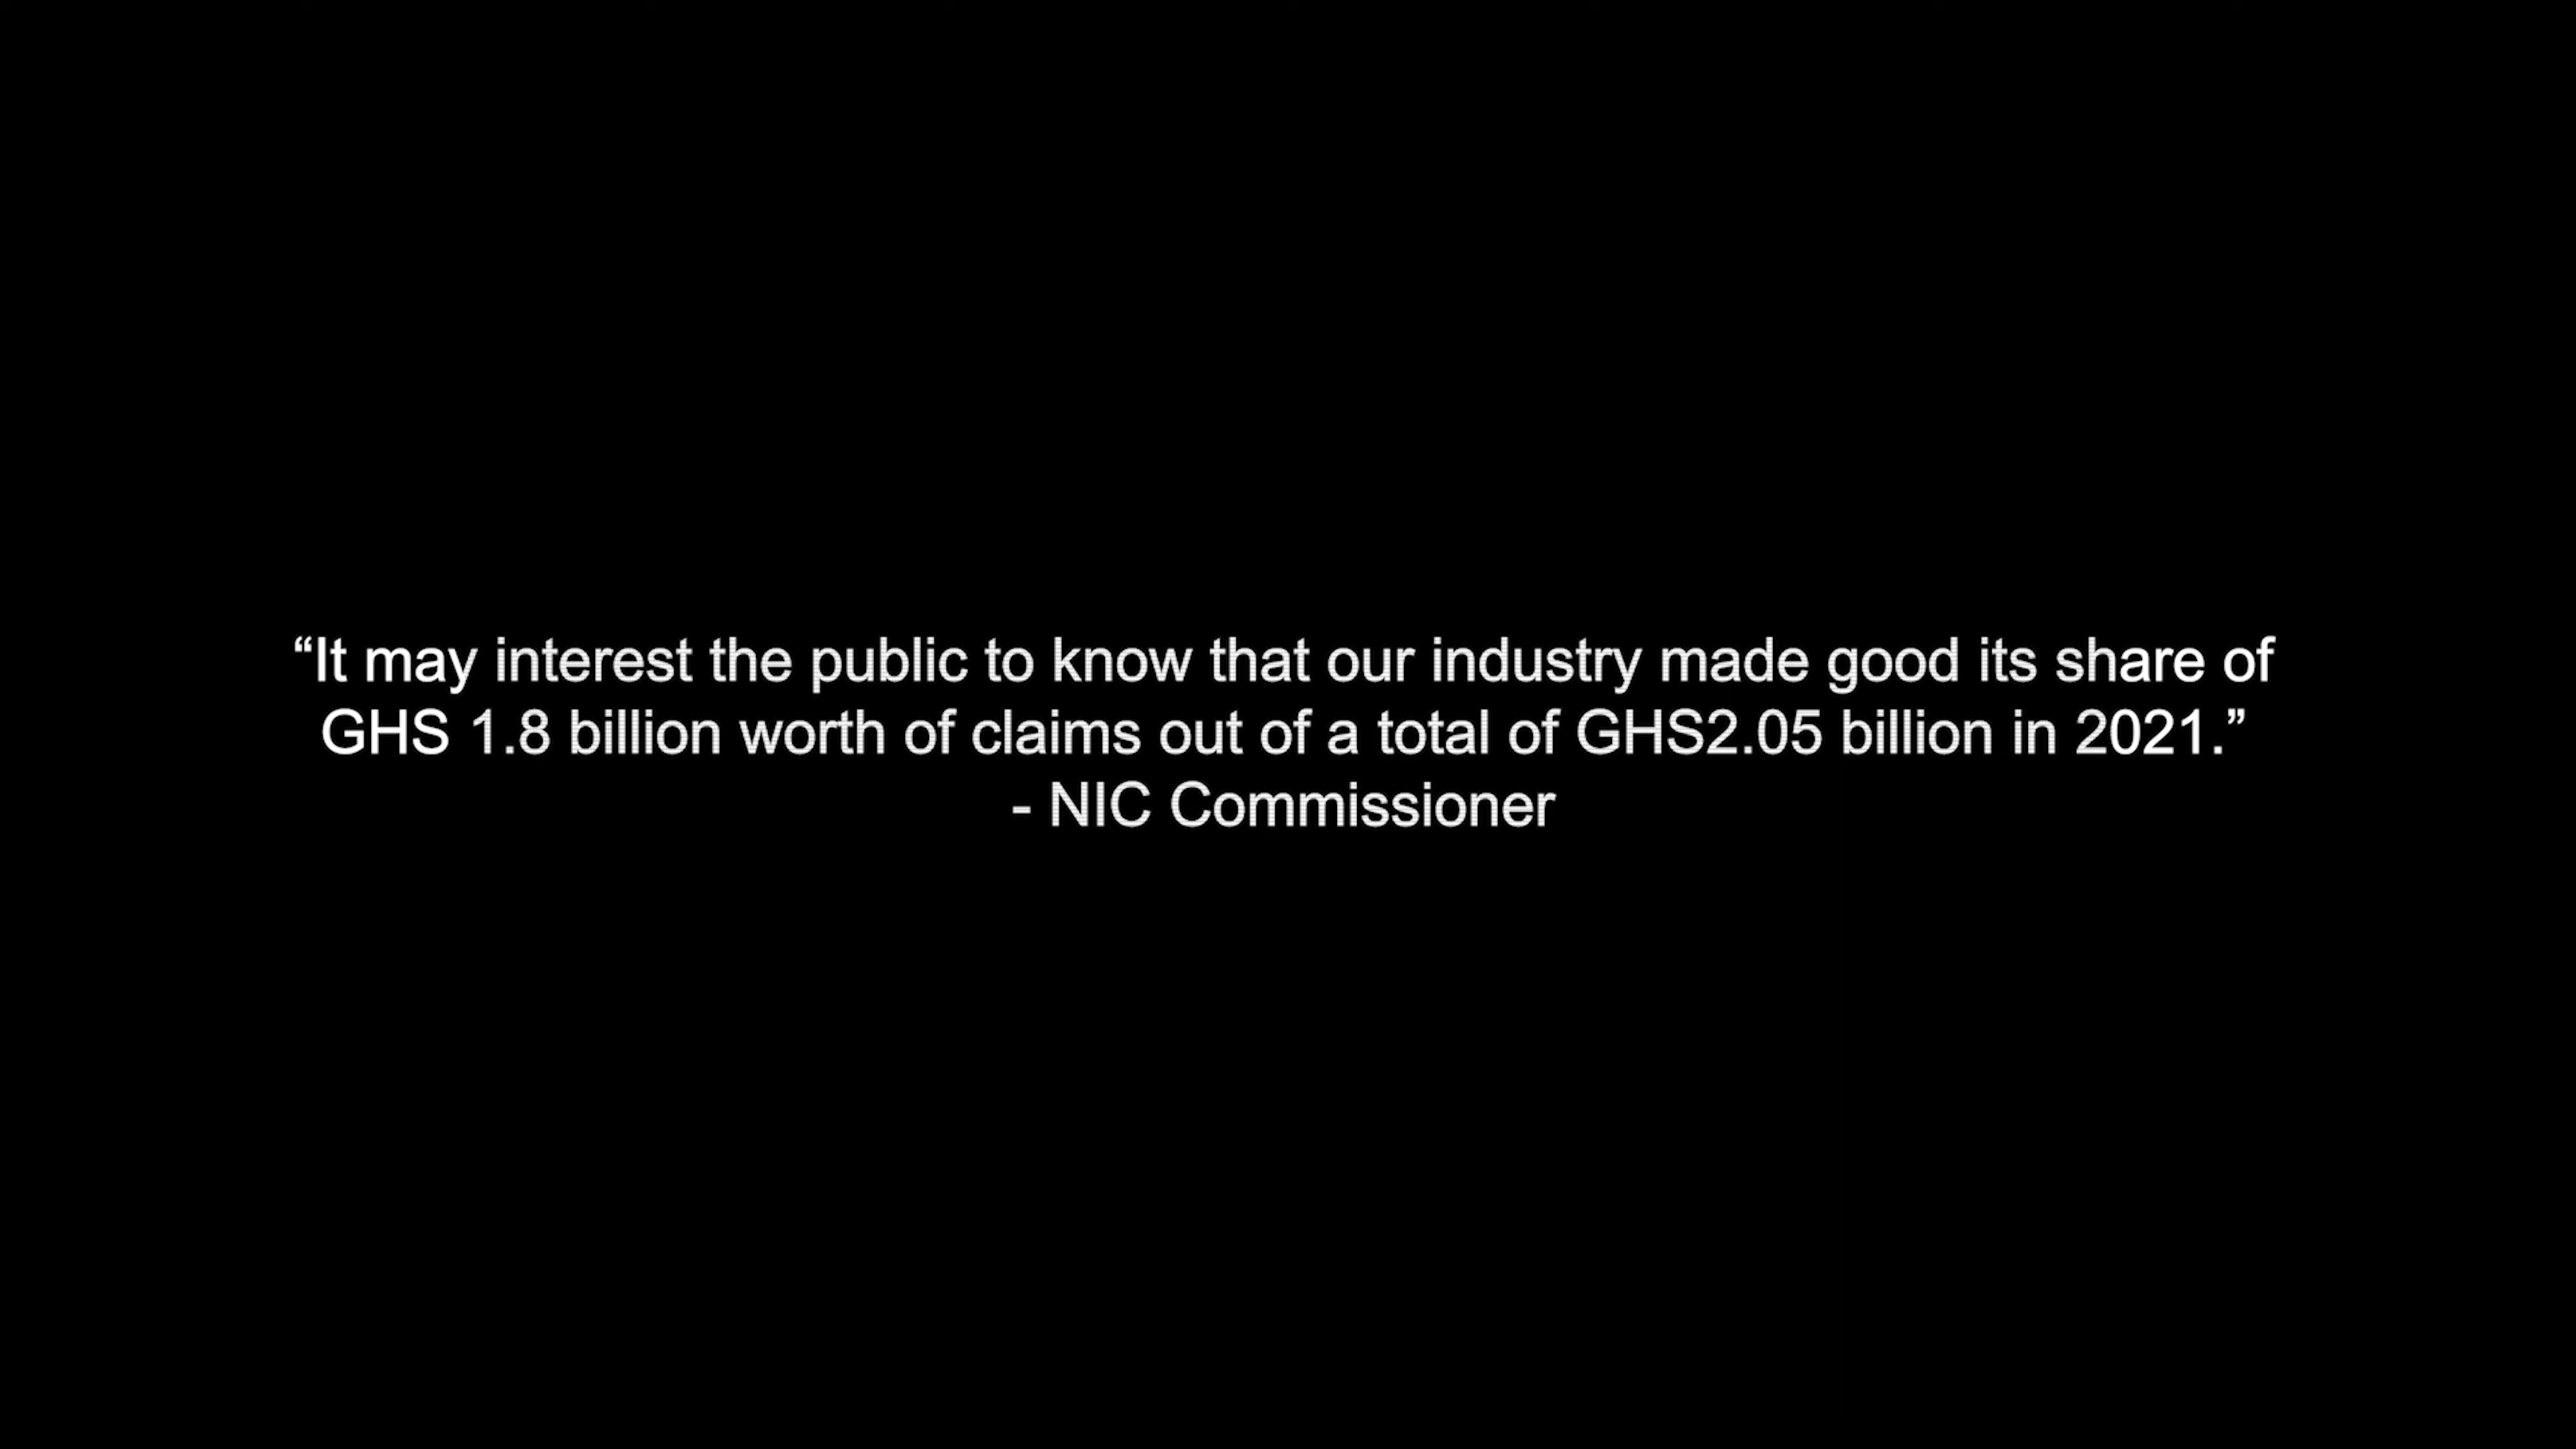 “It may interest the public to know that our industry made good its share of
GHS 1.8 billion worth of claims out of a total of GHS2.05 billion in 2021.”
- NIC Commissioner